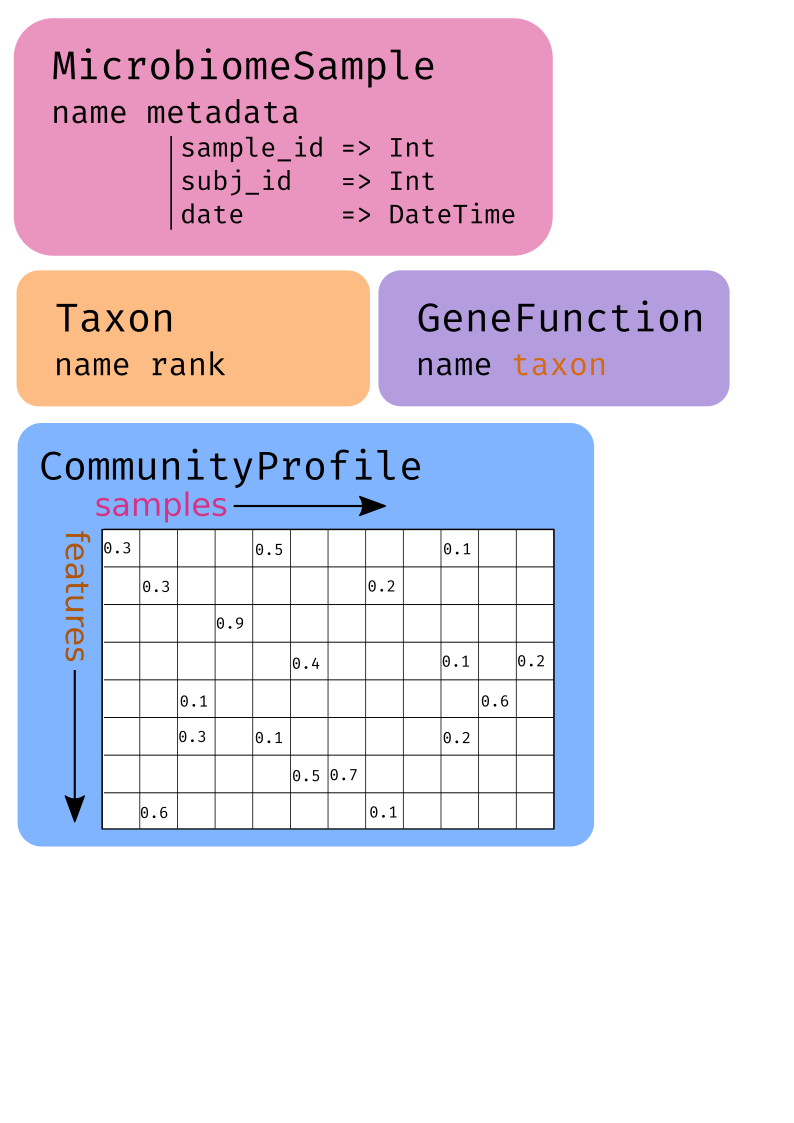 MicrobiomeSample
name metadata
sample_id => Int
subj_id   => Int
date      => DateTime
Taxon
name rank
GeneFunction
name taxon
CommunityProfile
samples
features
0.3 0.5 0.1
0.3 0.2
0.9
0.4 0.1 0.2
0.1 0.6
0.3 0.1 0.2
0.5 0.7
0.6 0.1